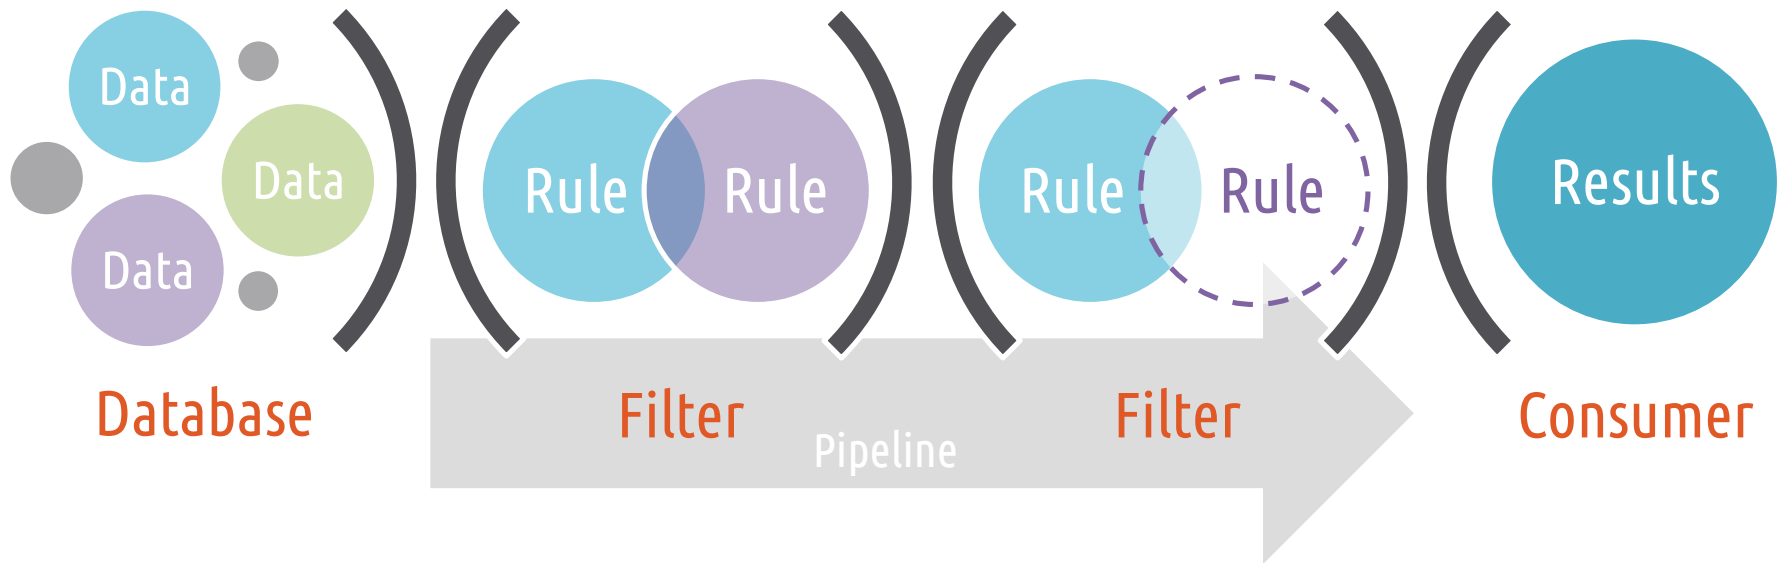 Data
Data
Data
Database
Rule
Rule
Filter
Rule
Rule
Filter
Pipeline
Results
Consumer